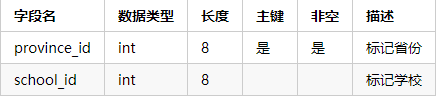 字段名 数据类型 长度 主键 非空 描述
province_id int 8 是 是 标记省份
school_id int 8 标记学校